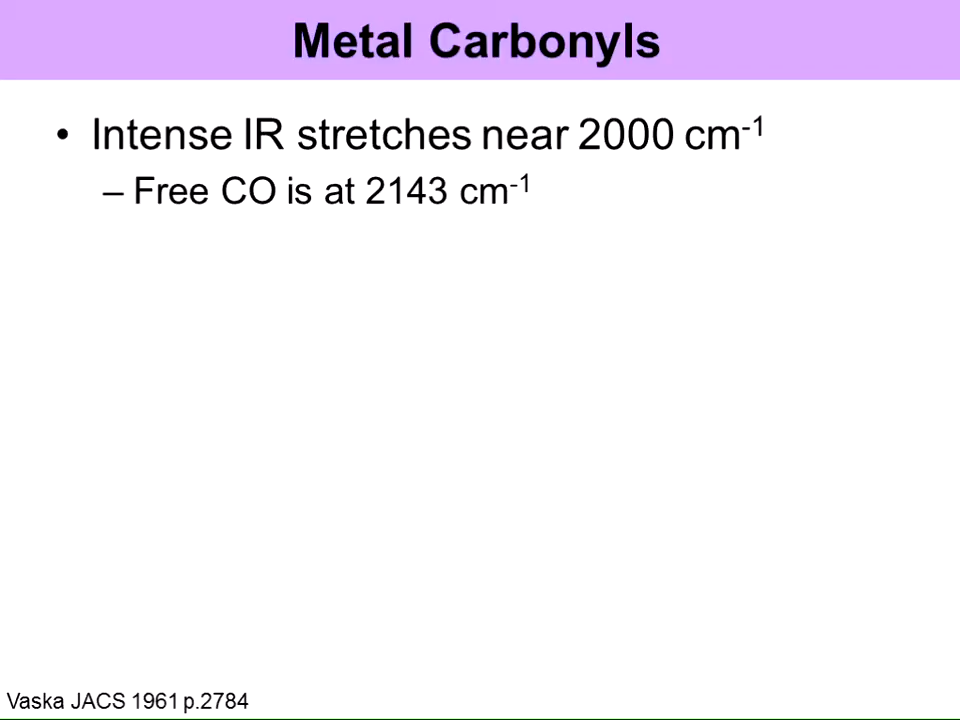 Metal Carbonyls
• Intense IR stretches near 2000 cm⁻¹
– Free CO is at 2143 cm⁻¹
Vaska JACS 1961 p.2784